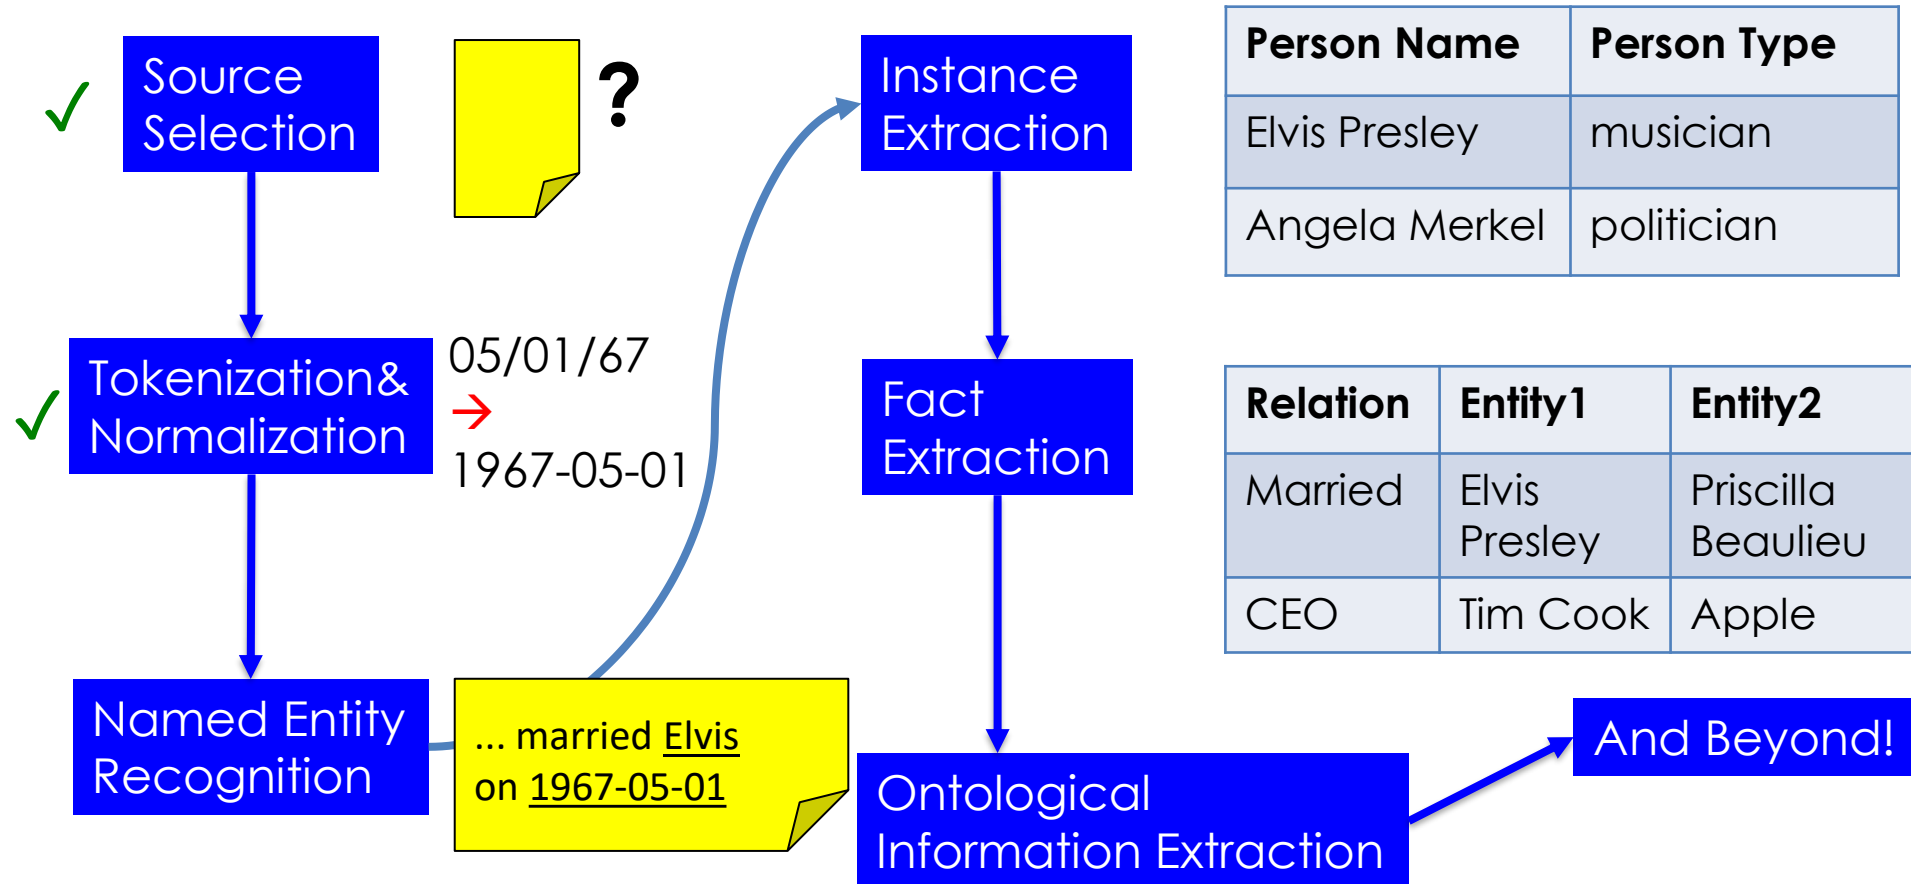 ✓
Source
Selection
?
✓
Tokenization&
Normalization
05/01/67
→
1967-05-01
Named Entity
Recognition
... married Elvis
on 1967-05-01
Instance
Extraction
Person Name Person Type
Elvis Presley musician
Angela Merkel politician
Fact
Extraction
Relation Entity1 Entity2
Married Elvis Priscilla
Presley Beaulieu
CEO Tim Cook Apple
Ontological
Information Extraction
And Beyond!